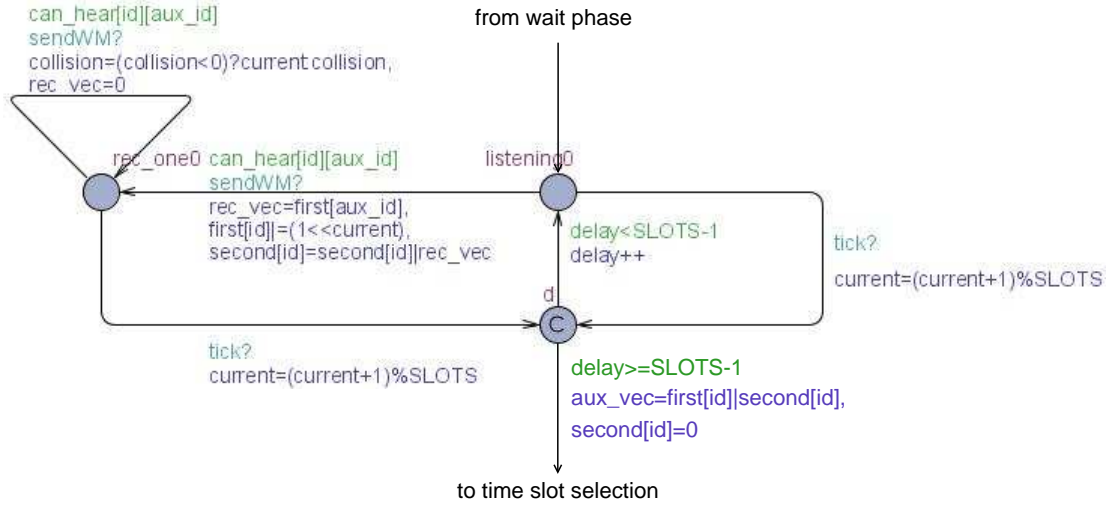 can_hear[id][aux_id]
sendWM?
collision=(collision<0)?current:collision,
rec_vec=0
from wait phase
rec_one0
can_hear[id][aux_id]
sendWM?
rec_vec=first[aux_id],
first[id]|=(1<<current),
second[id]=second[id]|rec_vec
listening0
delay<SLOTS-1
delay++
tick?
current=(current+1)%SLOTS
d
C
tick?
current=(current+1)%SLOTS
delay>=SLOTS-1
aux_vec=first[id]|second[id],
second[id]=0
to time slot selection